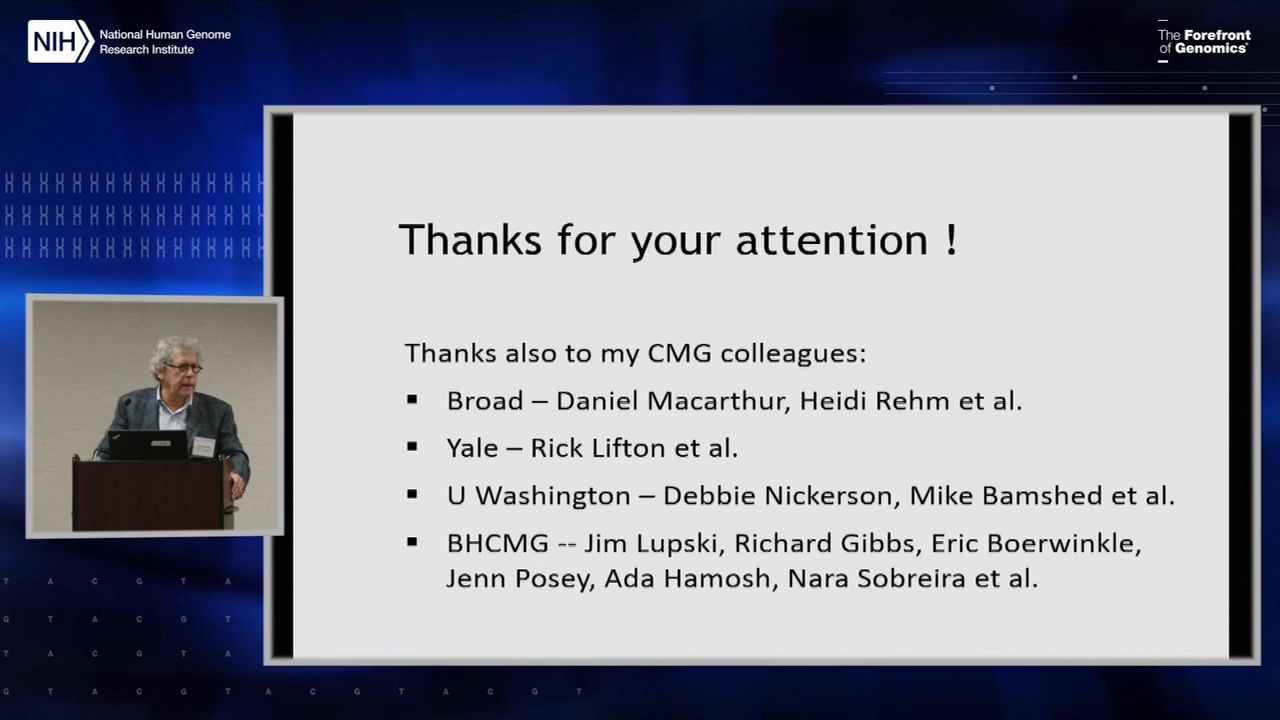 NIH
National Human Genome
Research Institute
The Forefront
of Genomics®
Thanks for your attention !
Thanks also to my CMG colleagues:
▪ Broad – Daniel Macarthur, Heidi Rehm et al.
▪ Yale – Rick Lifton et al.
▪ U Washington – Debbie Nickerson, Mike Bamshed et al.
▪ BHCMG -- Jim Lupski, Richard Gibbs, Eric Boerwinkle,
Jenn Posey, Ada Hamosh, Nara Sobreira et al.
T A C G T A
G T A C G T
T A C G T A
G T A C G T A C G T A C G T